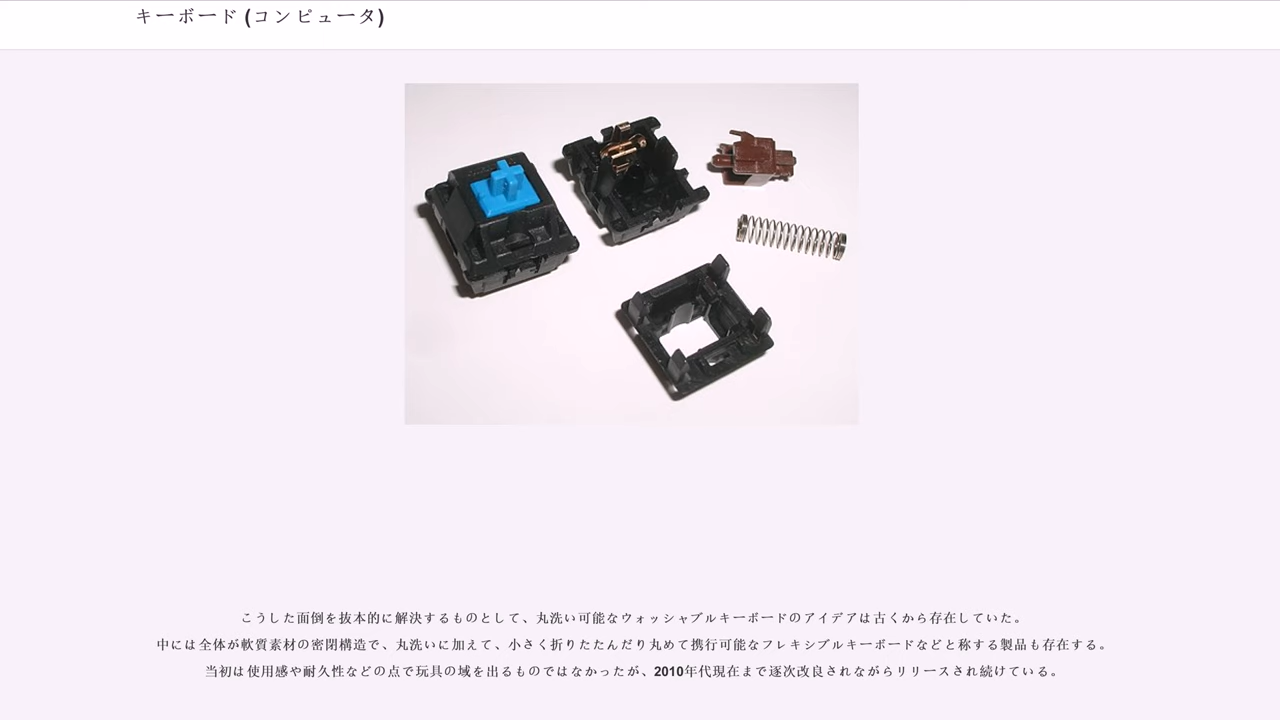 キーボード (コンピュータ)
こうした面倒を抜本的に解決するものとして、丸洗い可能なウォッシャブルキーボードのアイデアは古くから存在していた。
中には全体が軟質素材の密閉構造で、丸洗いに加えて、小さく折りたたんだり丸めて携行可能なフレキシブルキーボードなどと称する製品も存在する。
当初は使用感や耐久性などの点で玩具の域を出るものではなかったが、2010年代現在まで逐次改良されながらリリースされ続けている。